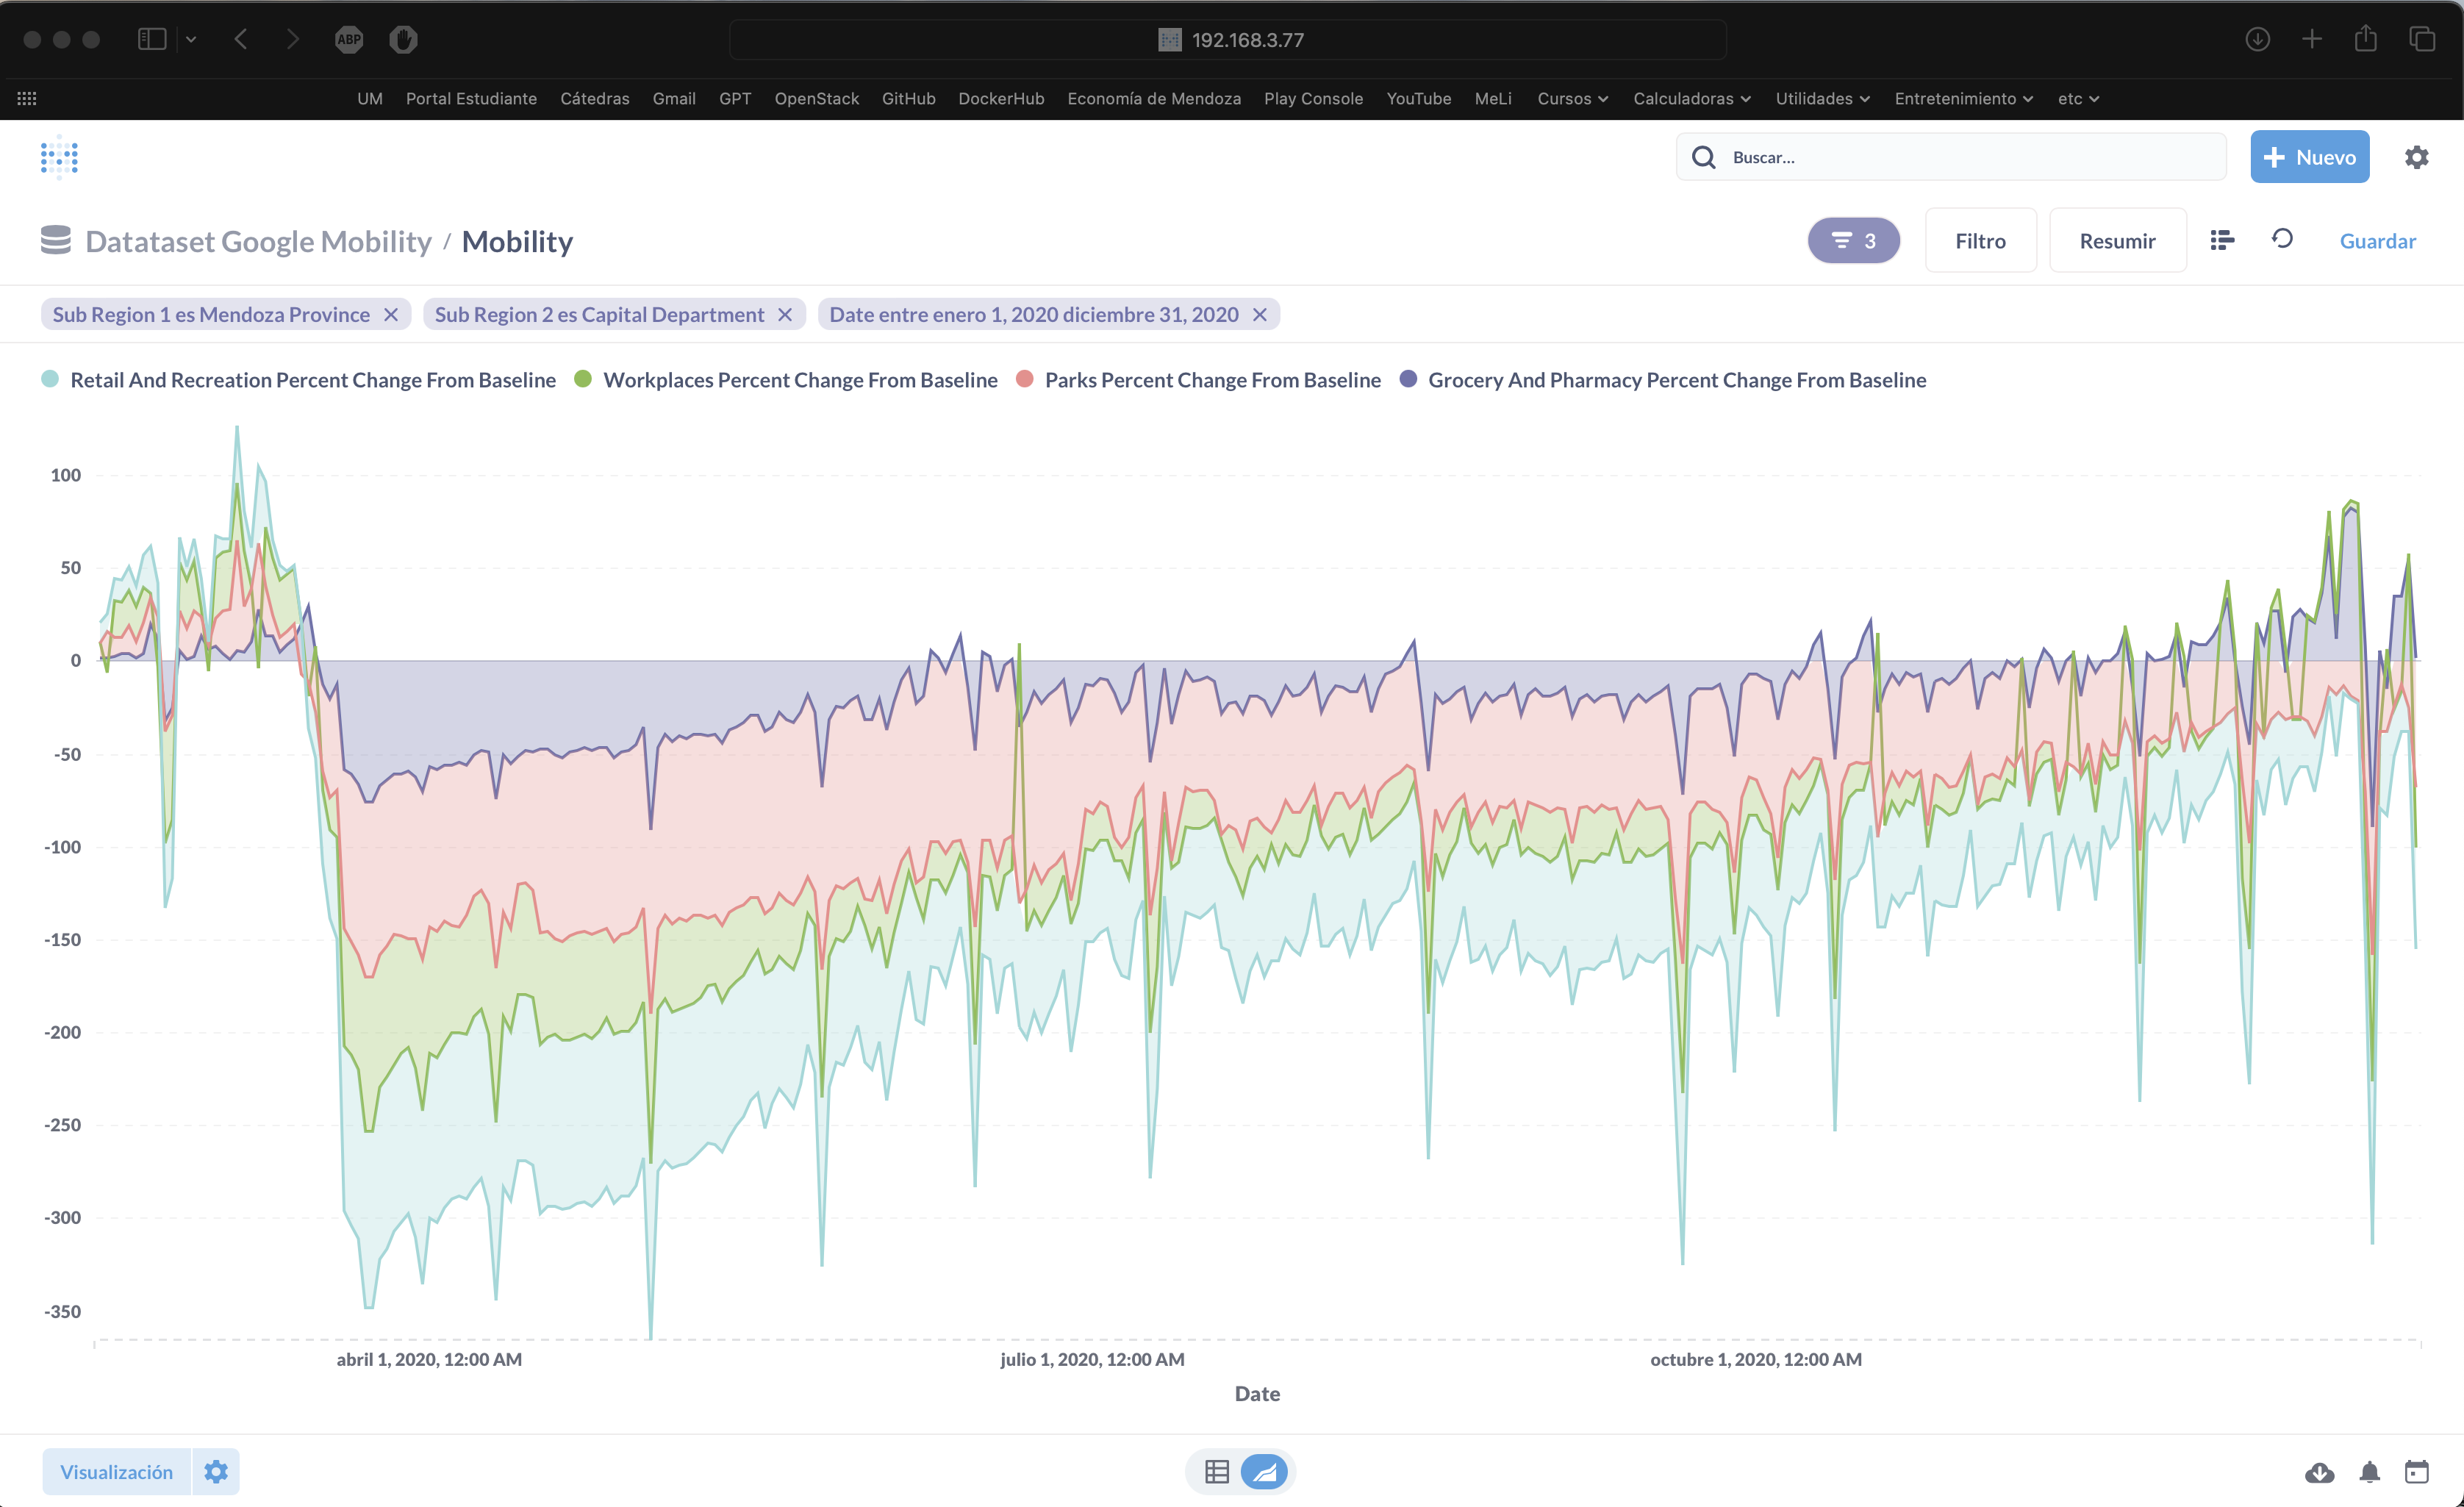 ABP
192.168.3.77
UM Portal Estudiante Cátedras Gmail GPT OpenStack GitHub DockerHub Economía de Mendoza Play Console YouTube MeLi Cursos Calculadoras Utilidades Entretenimiento etc
Buscar...
Nuevo
Datataset Google Mobility / Mobility
3
Filtro
Resumir
Guardar
Sub Region 1 es Mendoza Province
Sub Region 2 es Capital Department
Date entre enero 1, 2020 diciembre 31, 2020
Retail And Recreation Percent Change From Baseline
Workplaces Percent Change From Baseline
Parks Percent Change From Baseline
Grocery And Pharmacy Percent Change From Baseline
100
50
0
-50
-100
-150
-200
-250
-300
-350
abril 1, 2020, 12:00 AM
julio 1, 2020, 12:00 AM
octubre 1, 2020, 12:00 AM
Date
Visualización